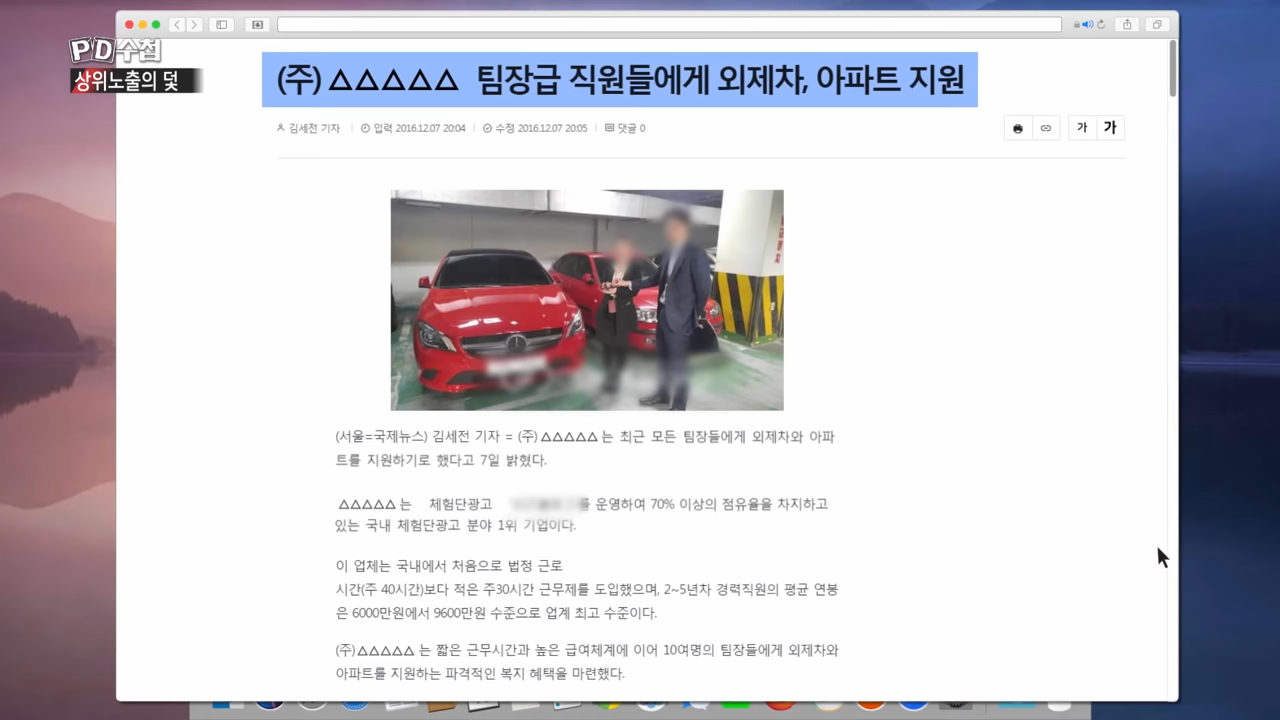 PD수첩
상위노출의 덫
(주) △△△△△ 팀장급 직원들에게 외제차, 아파트 지원
김세전 기자 | 입력 2016.12.07 20:04 | 수정 2016.12.07 20:05 | 댓글 0
가 가
(서울=국제뉴스) 김세전 기자 = (주)△△△△△는 최근 모든 팀장들에게 외제차와 아파
트를 지원하기로 했다고 7일 밝혔다.
△△△△△는 체험단광고 를 운영하여 70% 이상의 점유율을 차지하고
있는 국내 체험단광고 분야 1위 기업이다.
이 업체는 국내에서 처음으로 법정 근로
시간(주 40시간)보다 적은 주30시간 근무제를 도입했으며, 2~5년차 경력직원의 평균 연봉
은 6000만원에서 9600만원 수준으로 업계 최고 수준이다.
(주)△△△△△는 짧은 근무시간과 높은 급여체계에 이어 10여명의 팀장들에게 외제차와
아파트를 지원하는 파격적인 복지 혜택을 마련했다.